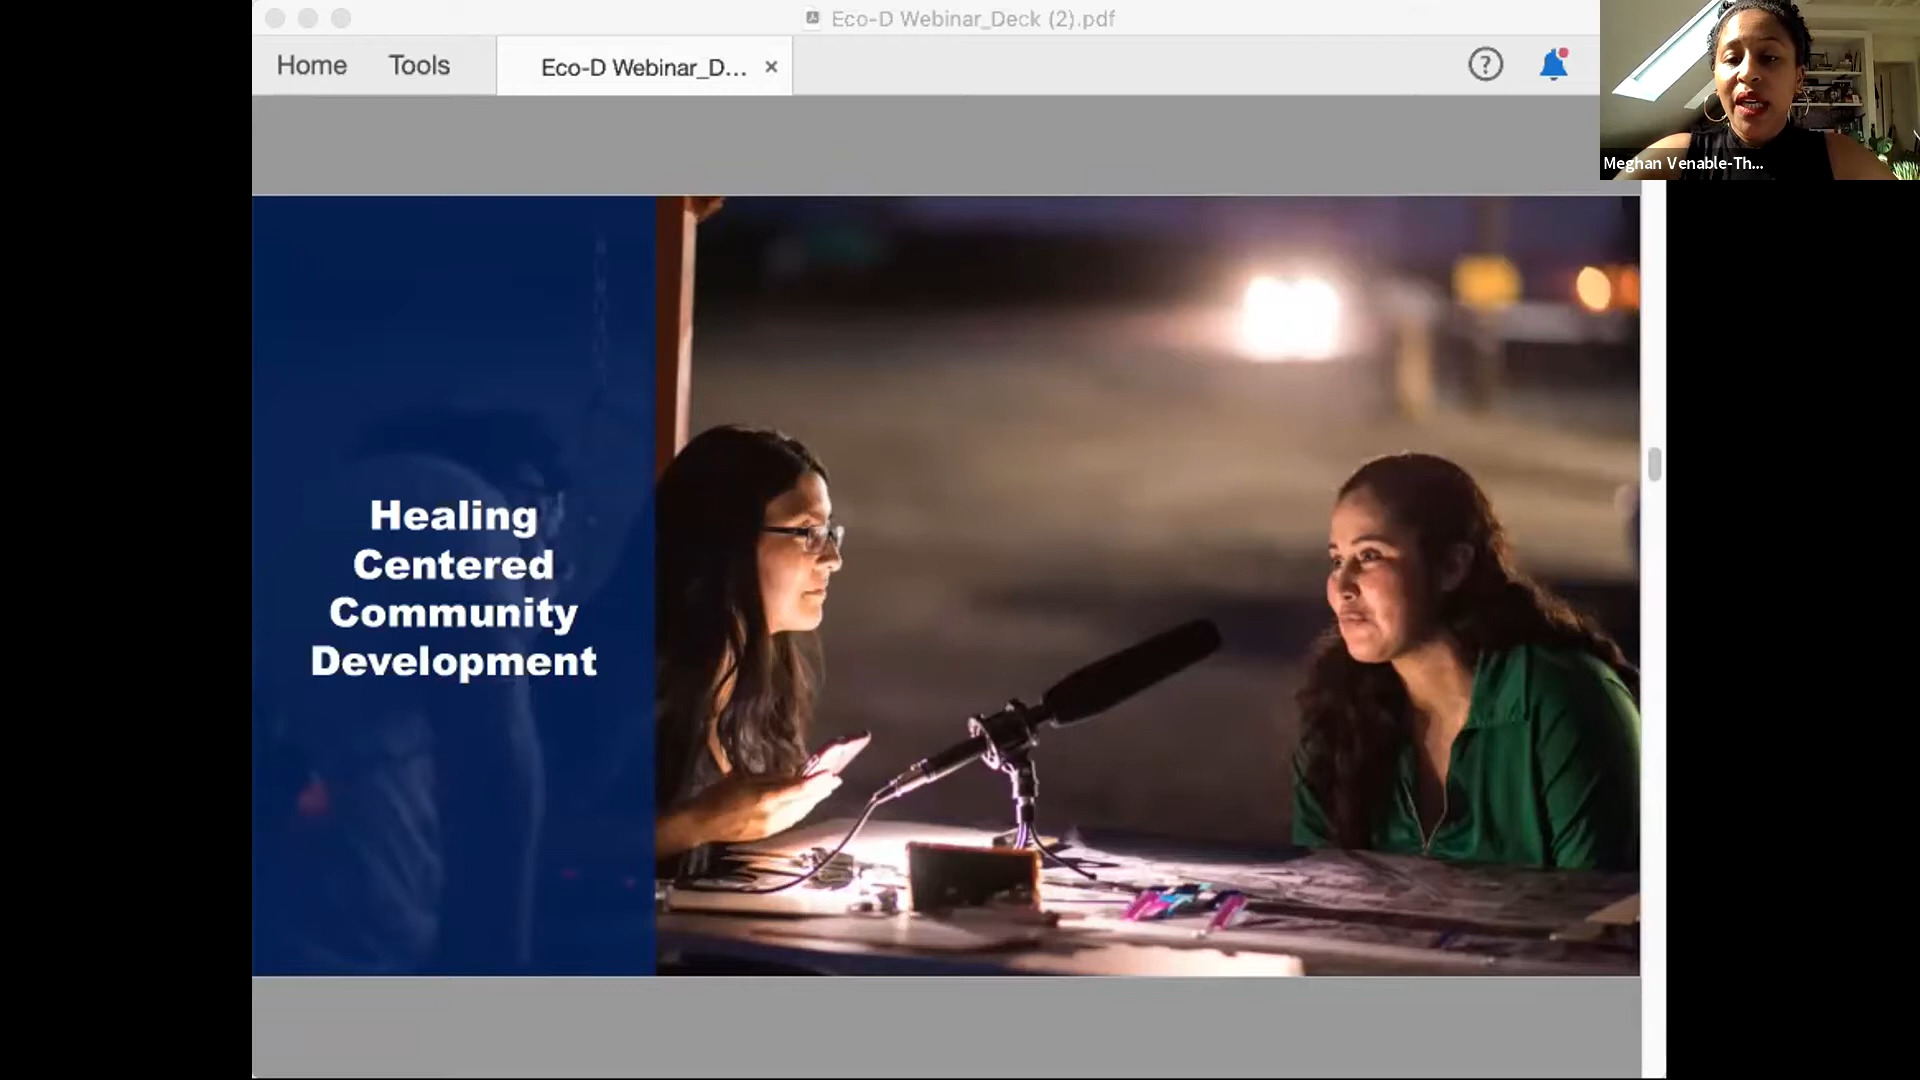 Eco-D Webinar_Deck (2).pdf
Home
Tools
Eco-D Webinar_D... ×
?
Meghan Venable-Th...
Healing
Centered
Community
Development